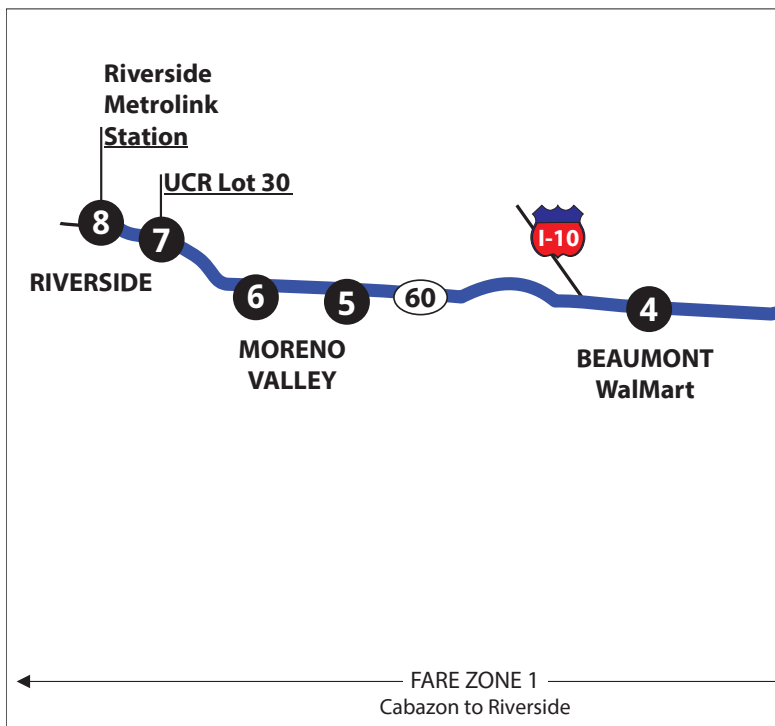 Riverside
Metrolink
Station
UCR Lot 30
8
7
I-10
RIVERSIDE
6
5
60
4
MORENO
VALLEY
BEAUMONT
WalMart
FARE ZONE 1
Cabazon to Riverside